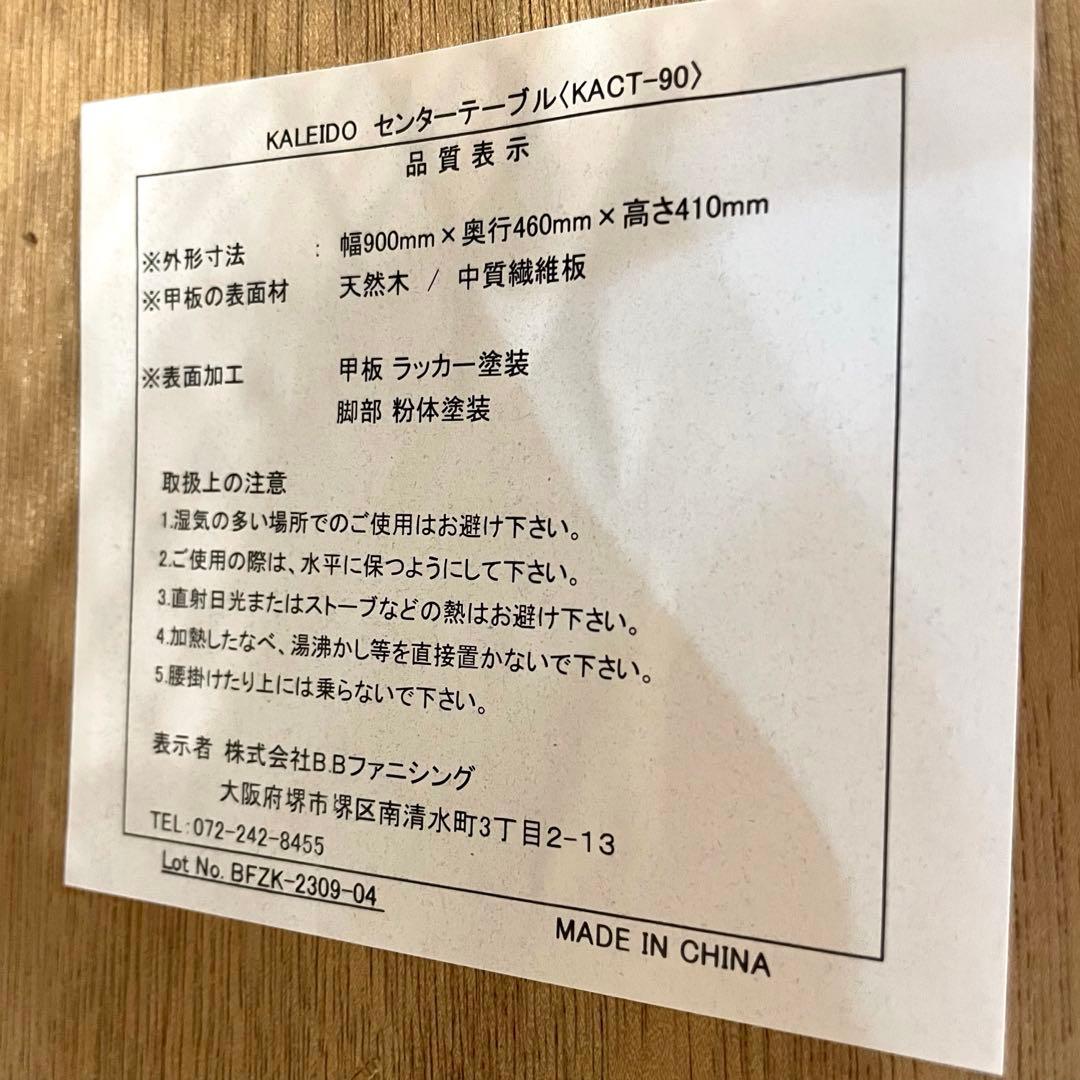 KALEIDO センターテーブル〈KACT-90〉
品質表示
※外形寸法 : 幅900mm×奥行460mm×高さ410mm
※甲板の表面材 天然木 / 中質繊維板
※表面加工 甲板 ラッカー塗装
脚部 粉体塗装
取扱上の注意
1.湿気の多い場所でのご使用はお避け下さい。
2.ご使用の際は、水平に保つようにして下さい。
3.直射日光またはストーブなどの熱はお避け下さい。
4.加熱したなべ、湯沸かし等を直接置かないで下さい。
5.腰掛けたり上には乗らないで下さい。
表示者 株式会社B.Bファニシング
大阪府堺市堺区南清水町3丁目2-13
TEL:072-242-8455
Lot No. BFZK-2309-04
MADE IN CHINA